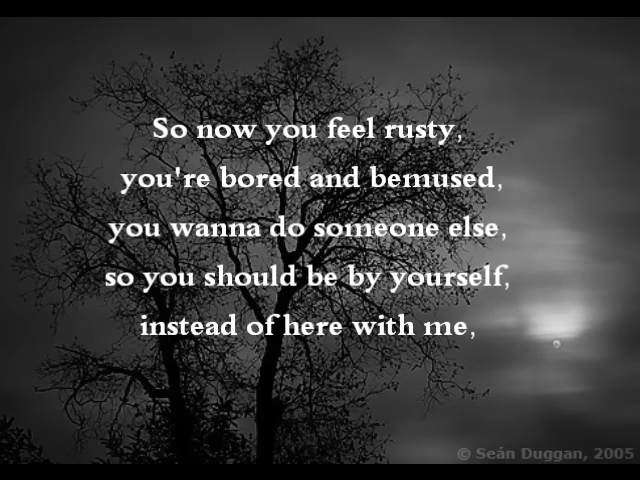 So now you feel rusty,
you're bored and bemused,
you wanna do someone else,
so you should be by yourself,
instead of here with me,
© Seán Duggan, 2005